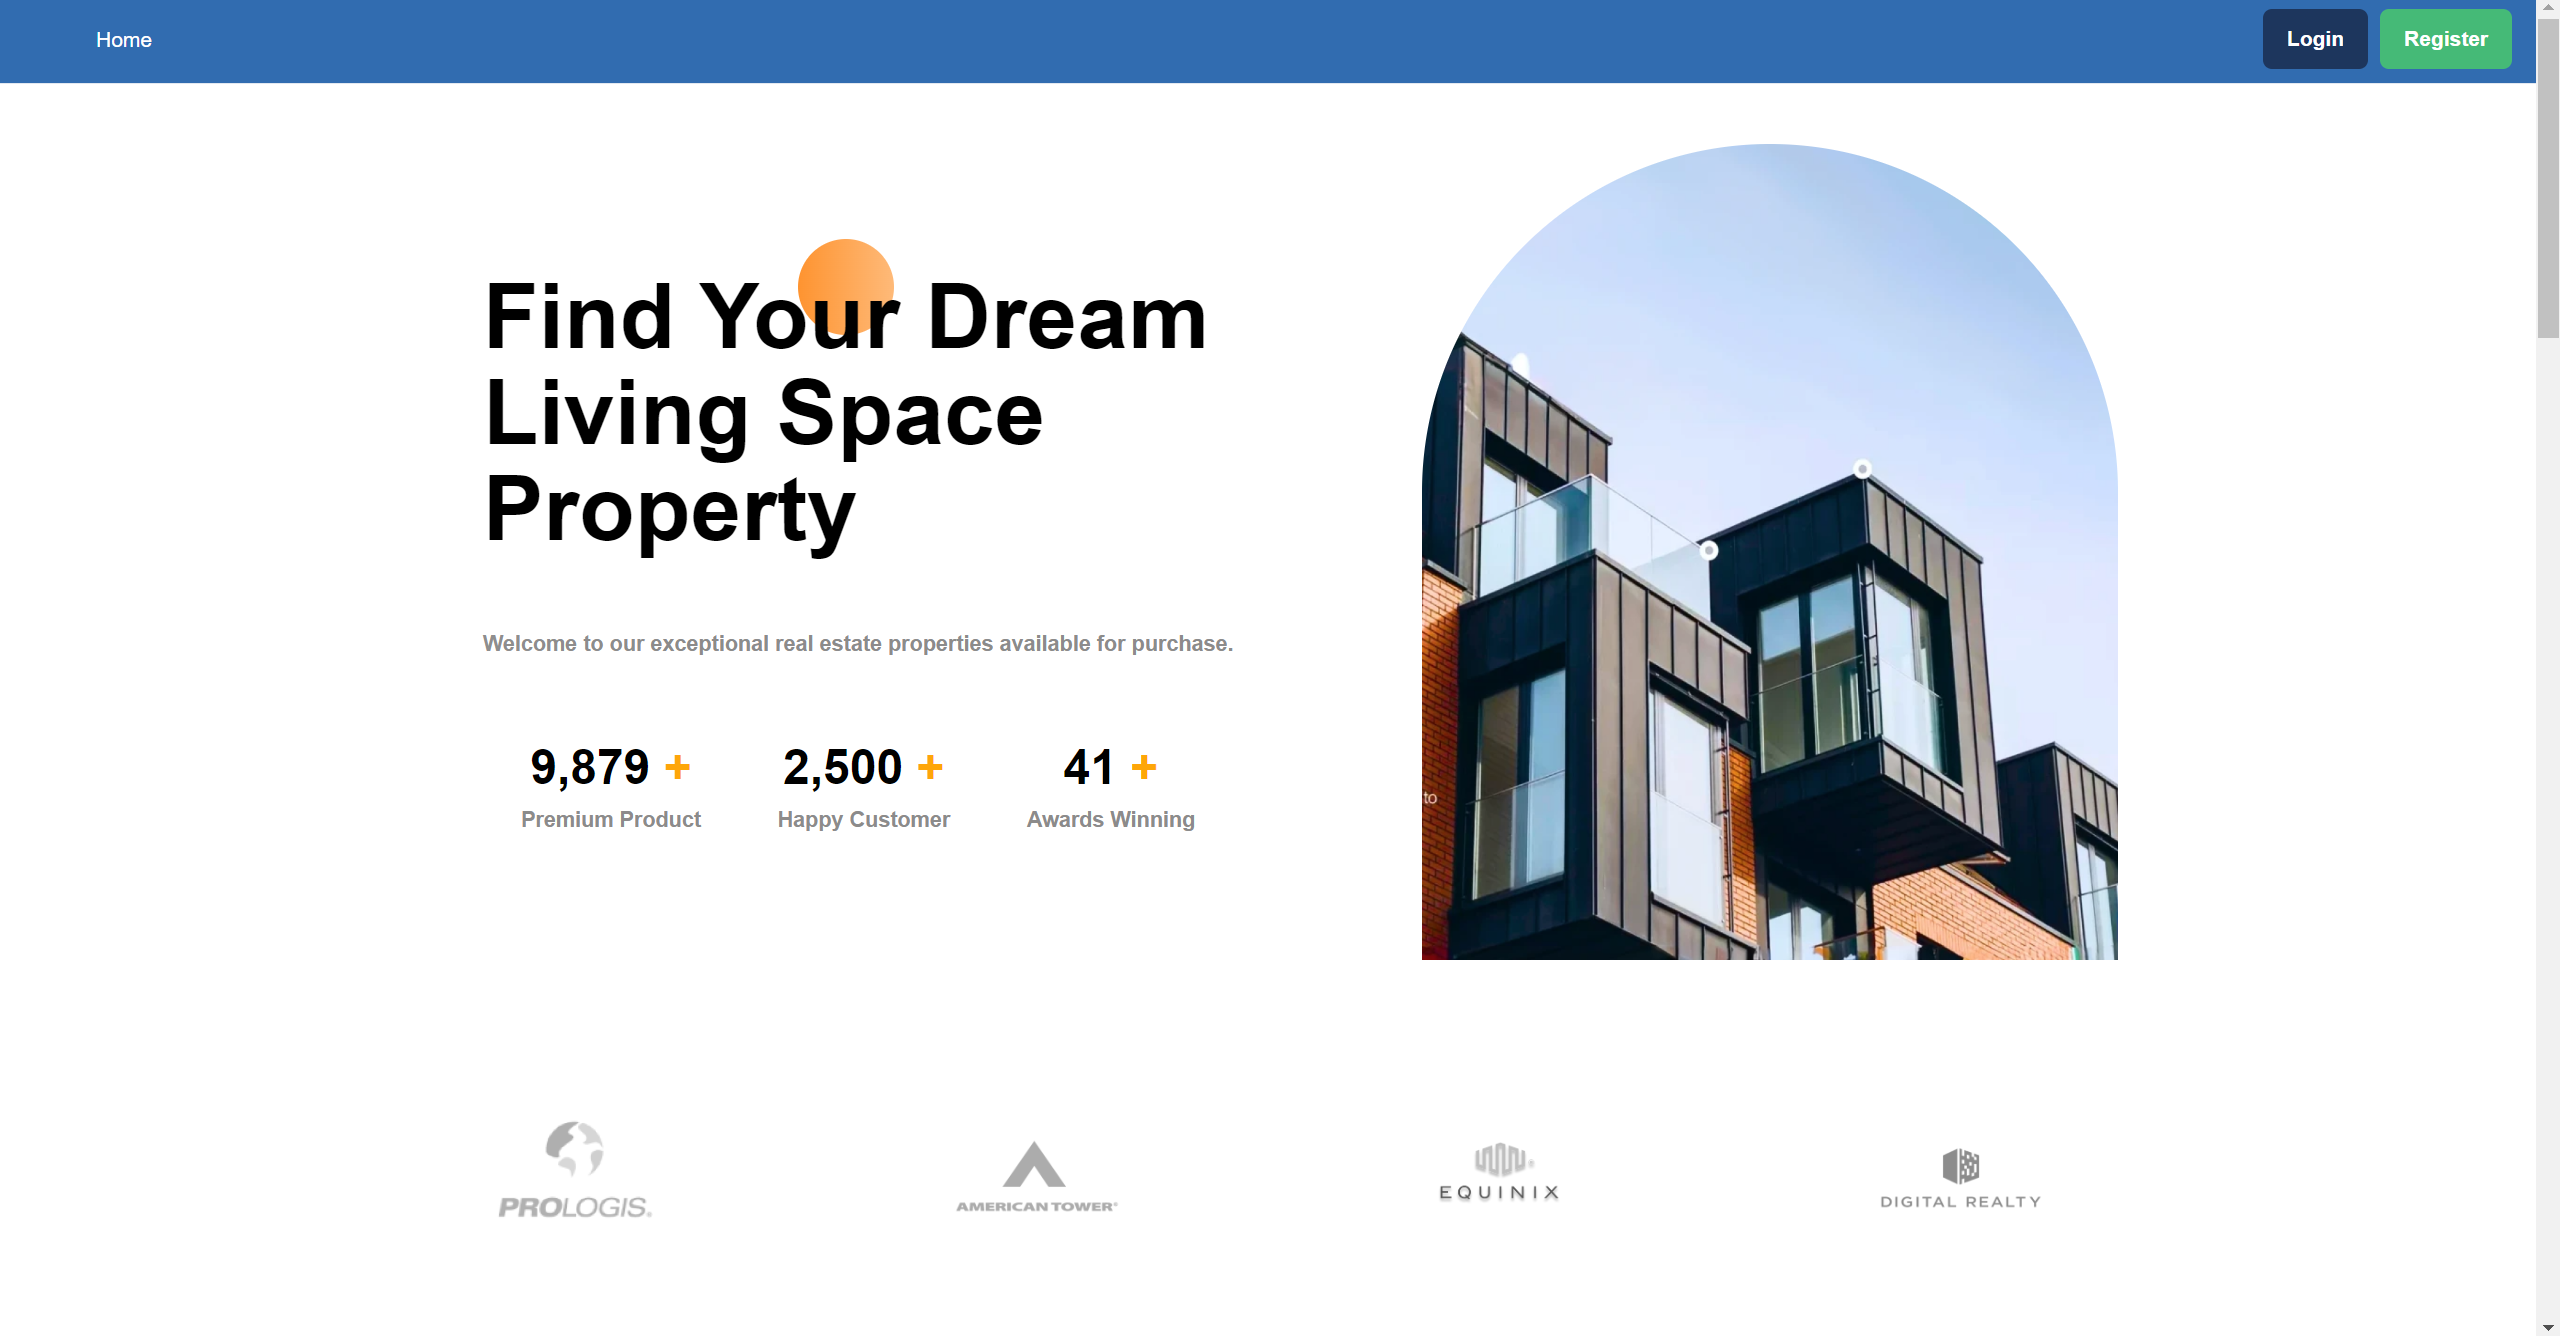 Home
Login
Register
Find Your Dream
Living Space
Property
Welcome to our exceptional real estate properties available for purchase.
9,879 +
2,500 +
41 +
Premium Product
Happy Customer
Awards Winning
to
PROLOGIS®
AMERICAN TOWER®
EQUINIX
DIGITAL REALTY